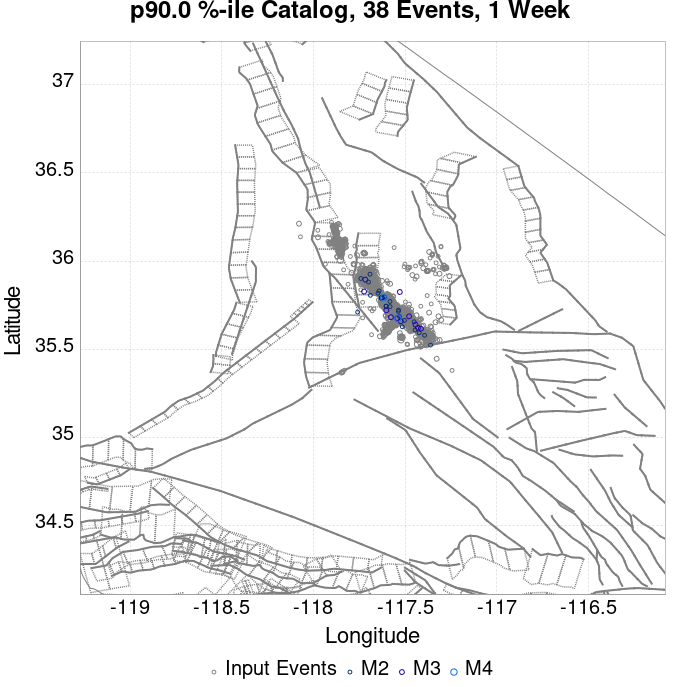 p90.0 %-ile Catalog, 38 Events, 1 Week
37
36.5
36
35.5
35
34.5
Latitude
-119 -118.5 -118 -117.5 -117 -116.5
Longitude
Input Events M2 M3 M4